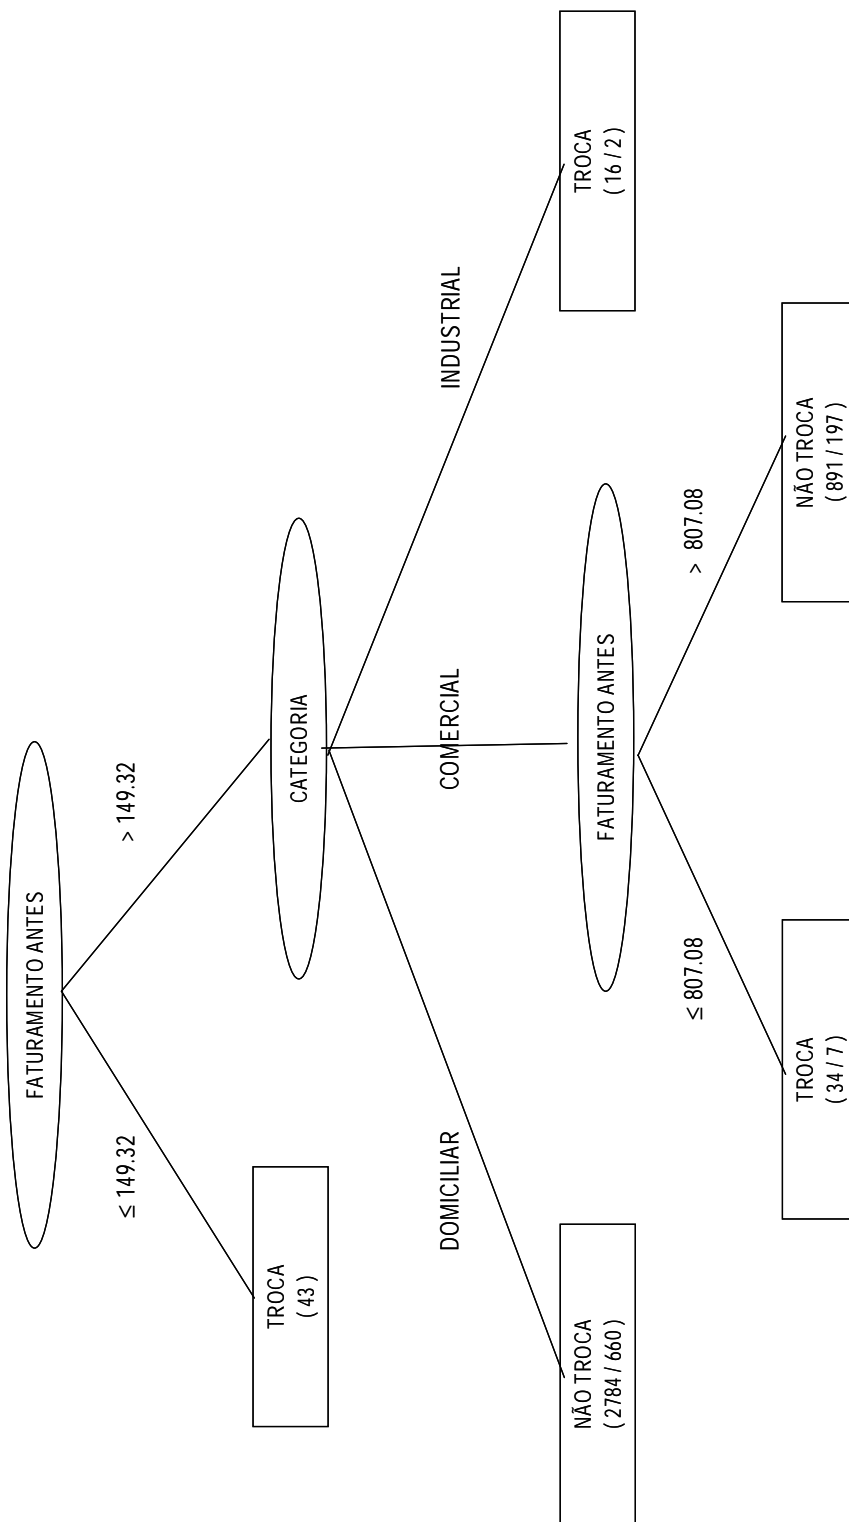 FATURAMENTO ANTES
≤ 149.32
> 149.32
TROCA
( 43 )
CATEGORIA
DOMICILIAR
COMERCIAL
INDUSTRIAL
NÃO TROCA
( 2784 / 660 )
FATURAMENTO ANTES
TROCA
( 16 / 2 )
≤ 807.08
> 807.08
TROCA
( 34 / 7 )
NÃO TROCA
( 891 / 197 )